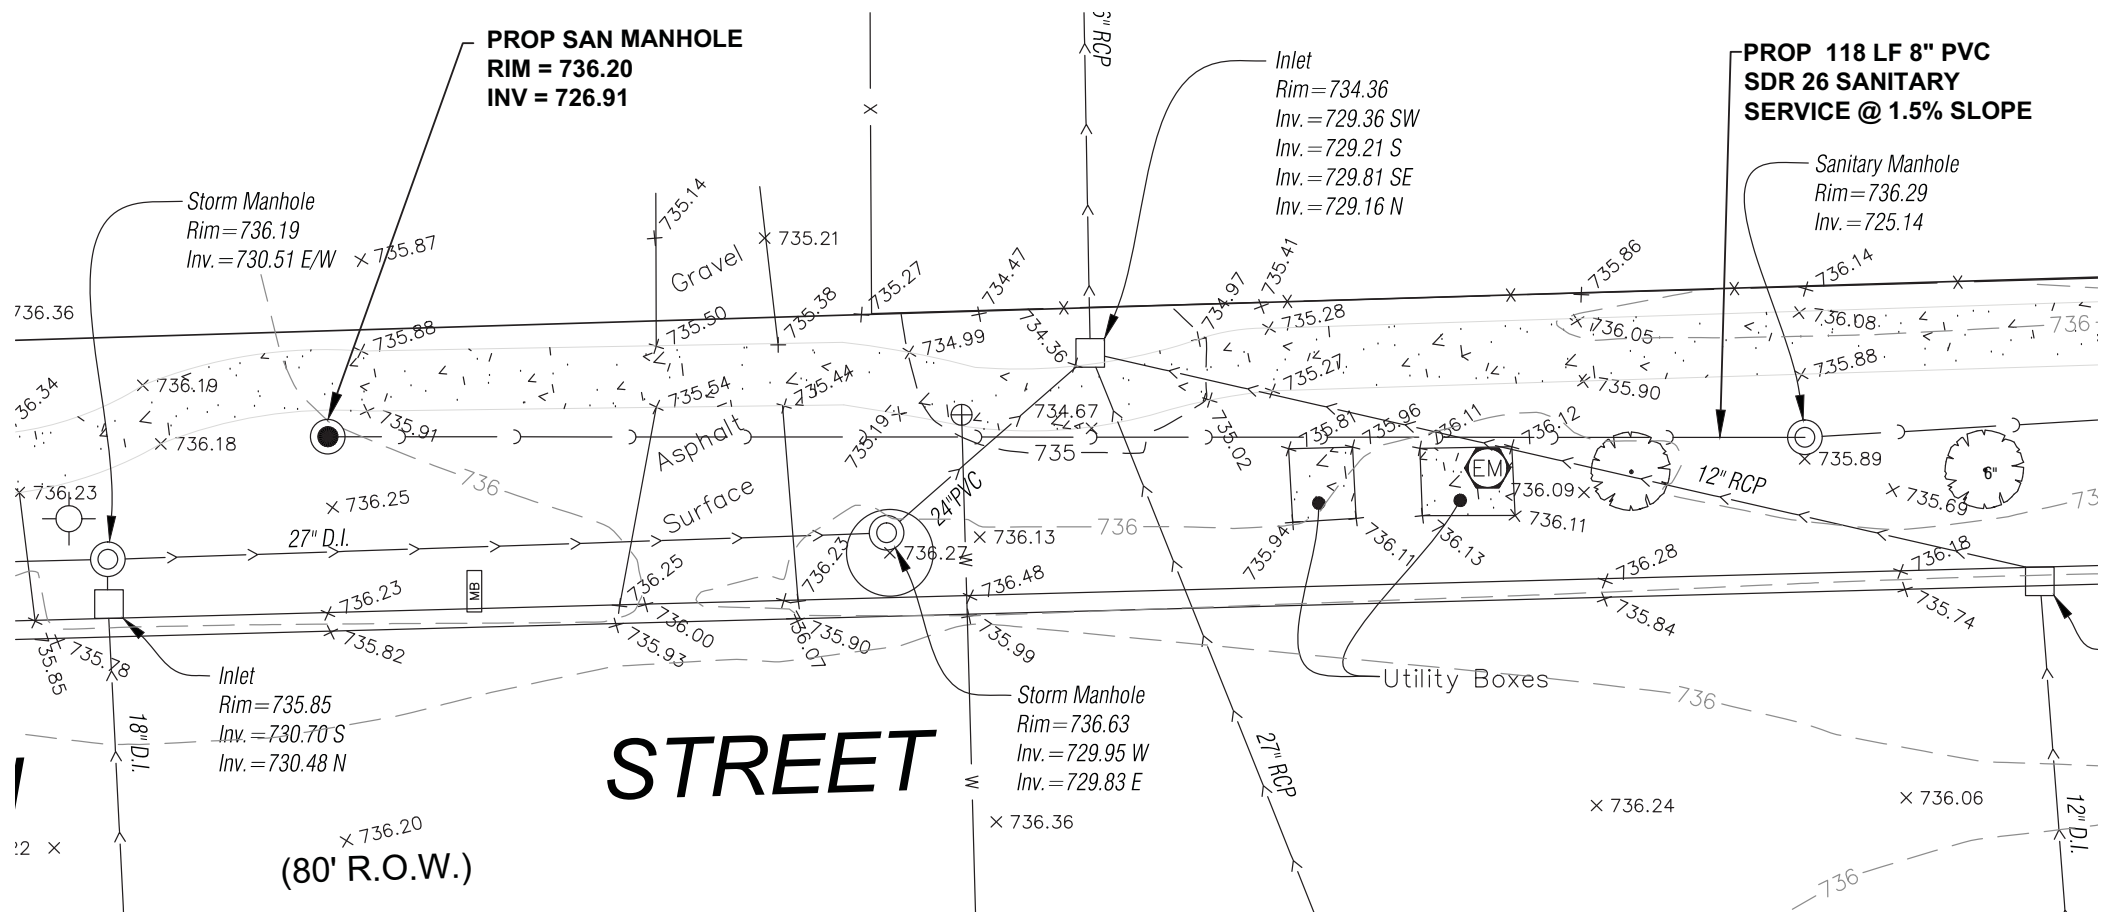 PROP SAN MANHOLE
RIM = 736.20
INV = 726.91
6" RCP
Inlet
Rim=734.36
Inv.=729.36 SW
Inv.=729.21 S
Inv.=729.81 SE
Inv.=729.16 N
PROP 118 LF 8" PVC
SDR 26 SANITARY
SERVICE @ 1.5% SLOPE
Sanitary Manhole
Rim=736.29
Inv.=725.14
Storm Manhole
Rim=736.19
Inv.=730.51 E/W
735.87
735.14
735.21
Gravel
X
735.27
734.47
734.97
735.41
735.86
736.14
736.36
735.88
735.50
735.38
734.99
734.36
735.28
736.05
736.08
736
36.34
736.19
735.54
735.44
734.67
735.27
735.90
735.88
736.18
735.91
Asphalt
Surface
735.19
735
735.02
735.81
735.96
736.11
736.12
EM
12" RCP
735.89
6"
736.23
736.25
736
24"PVC
736
736.09
736.11
735.69
73
27" D.I.
736.27
736.13
W
735.94
736.11
736.13
736.18
MB
736.23
736.25
736.23
736.48
736.28
735.85
735.78
735.82
735.93
736.00
736.07
735.90
735.99
735.84
735.74
Inlet
Rim=735.85
Inv.=730.70 S
Inv.=730.48 N
18" D.I.
STREET
Storm Manhole
Rim=736.63
Inv.=729.95 W
Inv.=729.83 E
W
27" RCP
Utility Boxes
736
12" D.I.
22
736.20
(80' R.O.W.)
736.36
736.24
736.06
736